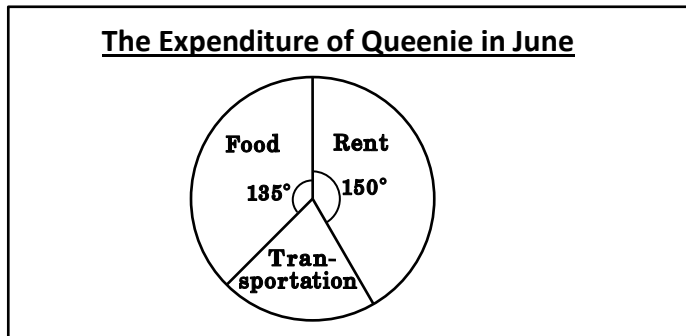 The Expenditure of Queenie in June
Food
Rent
135°
150°
Tran-
sportation